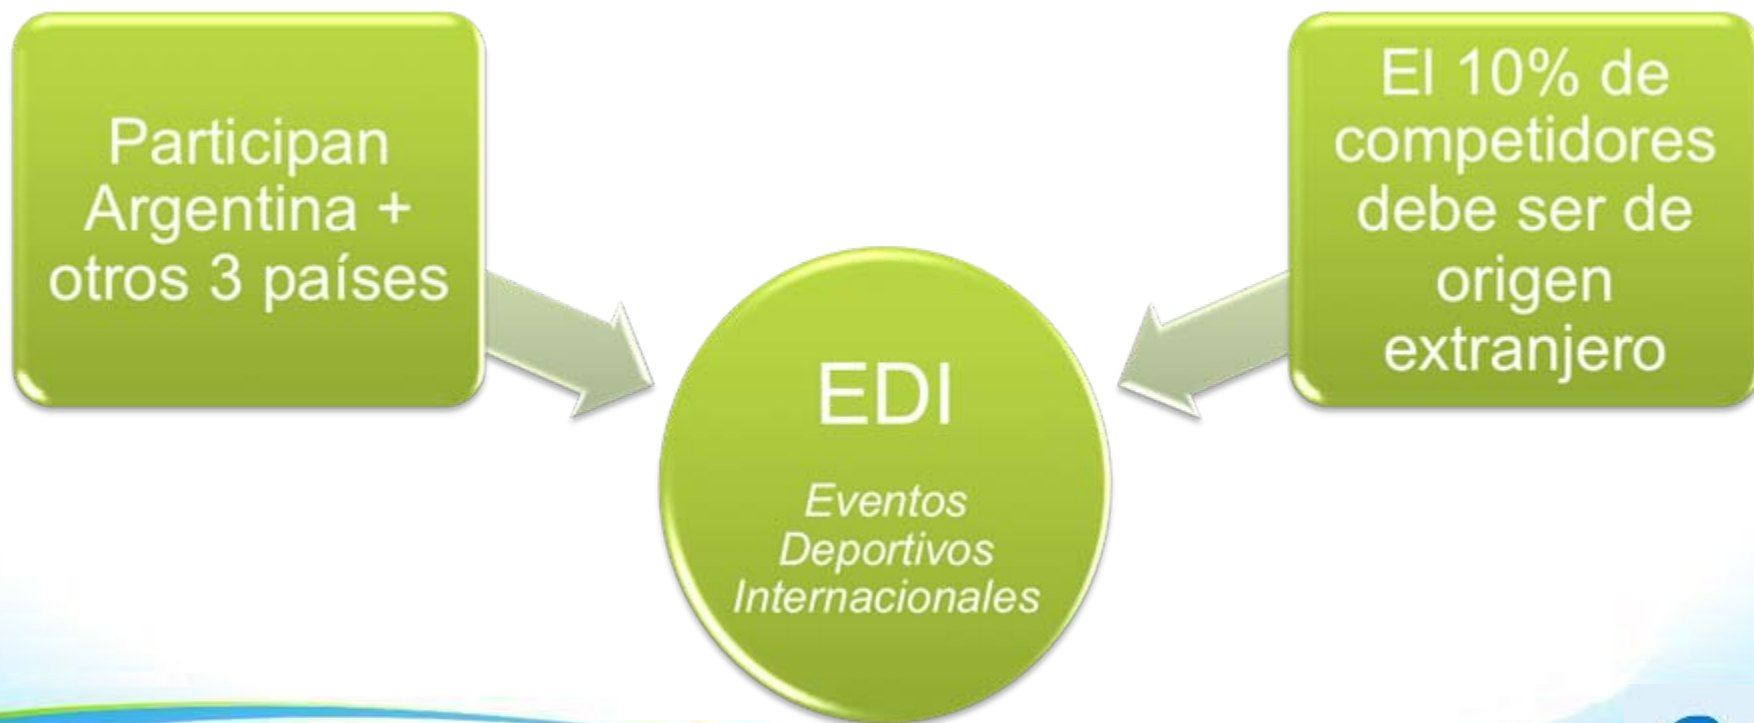 Participan
Argentina +
otros 3 países
El 10% de
competidores
debe ser de
origen
extranjero
EDI
Eventos
Deportivos
Internacionales